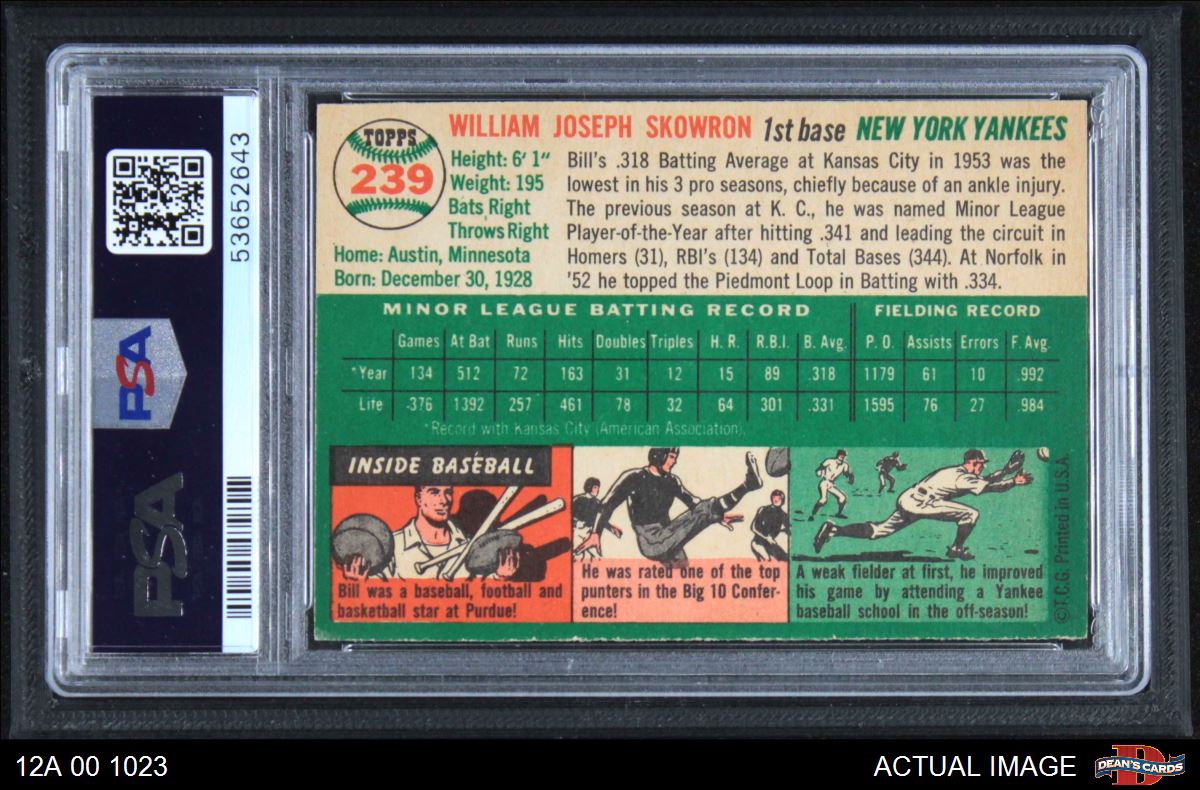 53652643
PSA
PSA
TOPPS
239
WILLIAM JOSEPH SKOWRON 1st base NEW YORK YANKEES
Height: 6' 1"
Weight: 195
Bats Right
Throws Right
Home: Austin, Minnesota
Born: December 30, 1928
Bill's .318 Batting Average at Kansas City in 1953 was the
lowest in his 3 pro seasons, chiefly because of an ankle injury.
The previous season at K. C., he was named Minor League
Player-of-the-Year after hitting .341 and leading the circuit in
Homers (31), RBI's (134) and Total Bases (344). At Norfolk in
'52 he topped the Piedmont Loop in Batting with .334.
MINOR LEAGUE BATTING RECORD FIELDING RECORD
Games At Bat Runs Hits Doubles Triples H. R. R.B.I. B. Avg. P. O. Assists Errors F. Avg.
*Year 134 512 72 163 31 12 15 89 .318 1179 61 10 .992
Life 376 1392 257 461 78 32 64 301 .331 1595 76 27 .984
*Record with Kansas City (American Association).
INSIDE BASEBALL
Bill was a baseball, football and
basketball star at Purdue!
He was rated one of the top
punters in the Big 10 Confer-
ence!
A weak fielder at first, he improved
his game by attending a Yankee
baseball school in the off-season!
©T.C.G. Printed in U.S.A.
12A 00 1023
ACTUAL IMAGE
DEAN'S CARDS